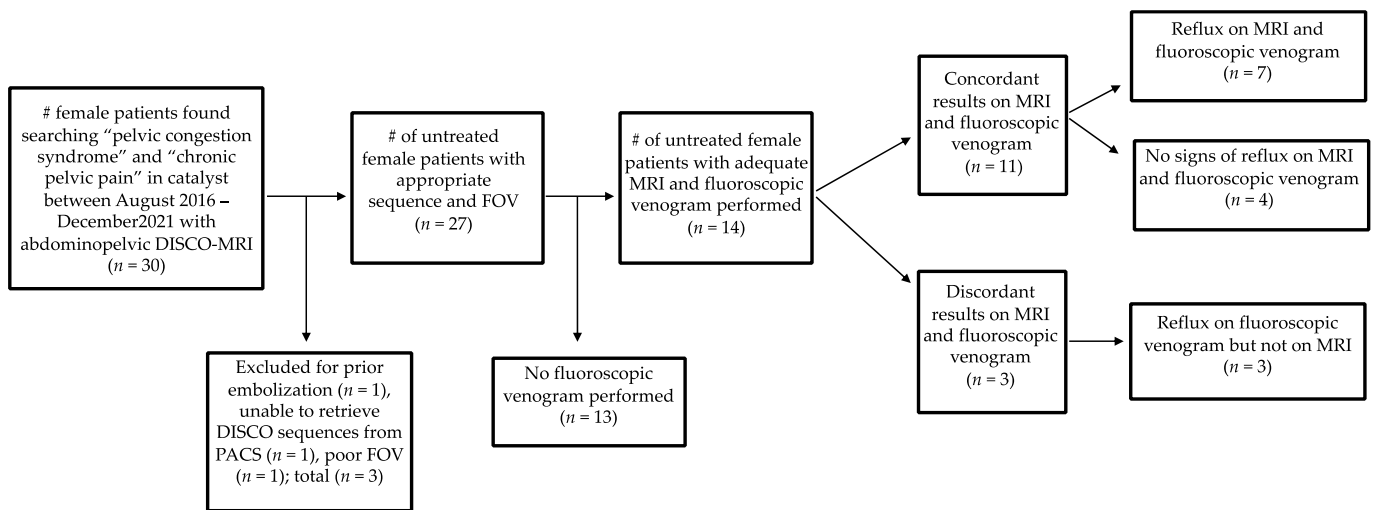 # female patients found
searching “pelvic congestion
syndrome” and “chronic
pelvic pain” in catalyst
between August 2016 –
December2021 with
abdominopelvic DISCO-MRI
(n = 30)
Excluded for prior
embolization (n = 1),
unable to retrieve
DISCO sequences from
PACS (n = 1), poor FOV
(n = 1); total (n = 3)
# of untreated
female patients with
appropriate
sequence and FOV
(n = 27)
No fluoroscopic
venogram performed
(n = 13)
# of untreated female
patients with adequate
MRI and fluoroscopic
venogram performed
(n = 14)
Concordant
results on MRI
and fluoroscopic
venogram
(n = 11)
Reflux on MRI and
fluoroscopic venogram
(n = 7)
No signs of reflux on MRI
and fluoroscopic venogram
(n = 4)
Discordant
results on MRI
and fluoroscopic
venogram
(n = 3)
Reflux on fluoroscopic
venogram but not on MRI
(n = 3)